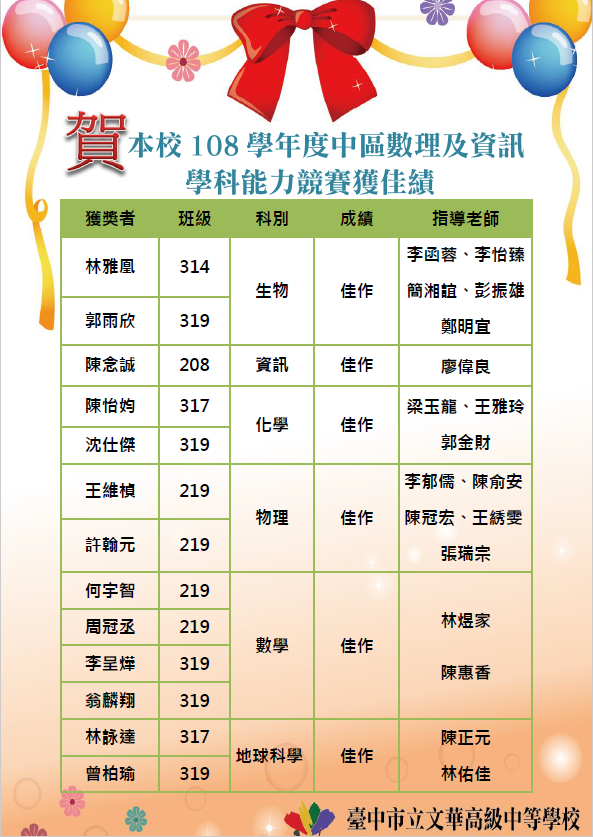 賀 本校 108 學年度中區數理及資訊
學科能力競賽獲佳績
獲獎者 班級 科別 成績 指導老師
林雅凰 314 生物 佳作 李函蓉、李怡臻
簡湘誼、彭振雄
郭雨欣 319 鄭明宜
陳念誠 208 資訊 佳作 廖偉良
陳怡姁 317 化學 佳作 梁玉龍、王雅玲
沈仕傑 319 郭金財
王維楨 219 物理 佳作 李郁儒、陳俞安
陳冠宏、王綉雯
許翰元 219 張瑞宗
何宇智 219 數學 佳作 林煜家
周冠丞 219
李呈燁 319 陳惠香
翁麟翔 319
林詠達 317 地球科學 佳作 陳正元
曾柏瑜 319 林佑佳
臺中市立文華高級中等學校